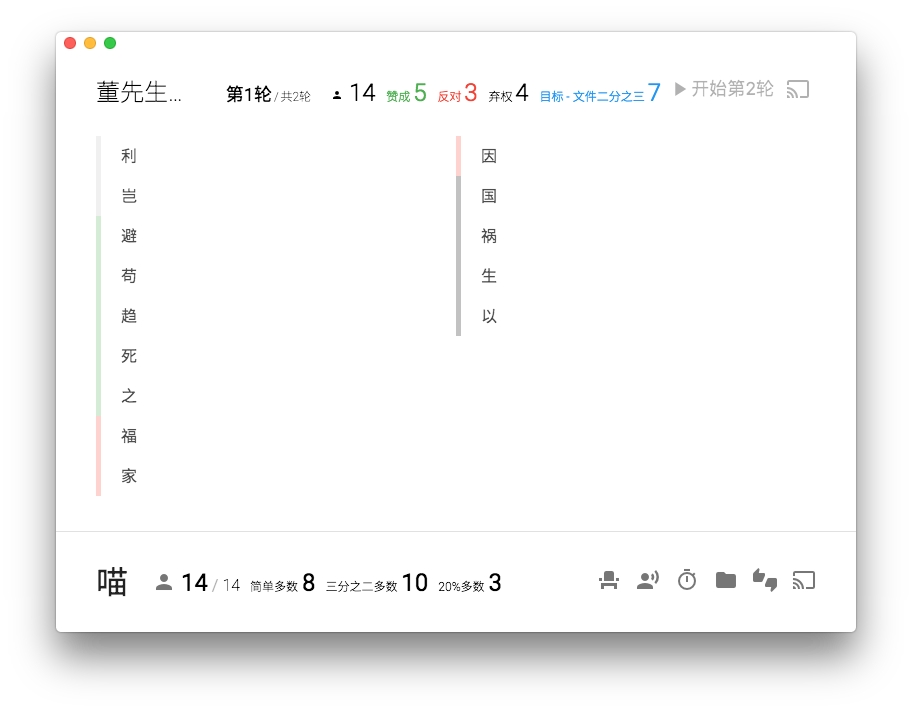 董先生...
第1轮 / 共2轮 14 赞成 5 反对 3 弃权 4 目标 - 文件二分之三 7 开始第2轮
利
岂
避
苟
趋
死
之
福
家
因
国
祸
生
以
喵 14 / 14 简单多数 8 三分之二多数 10 20%多数 3